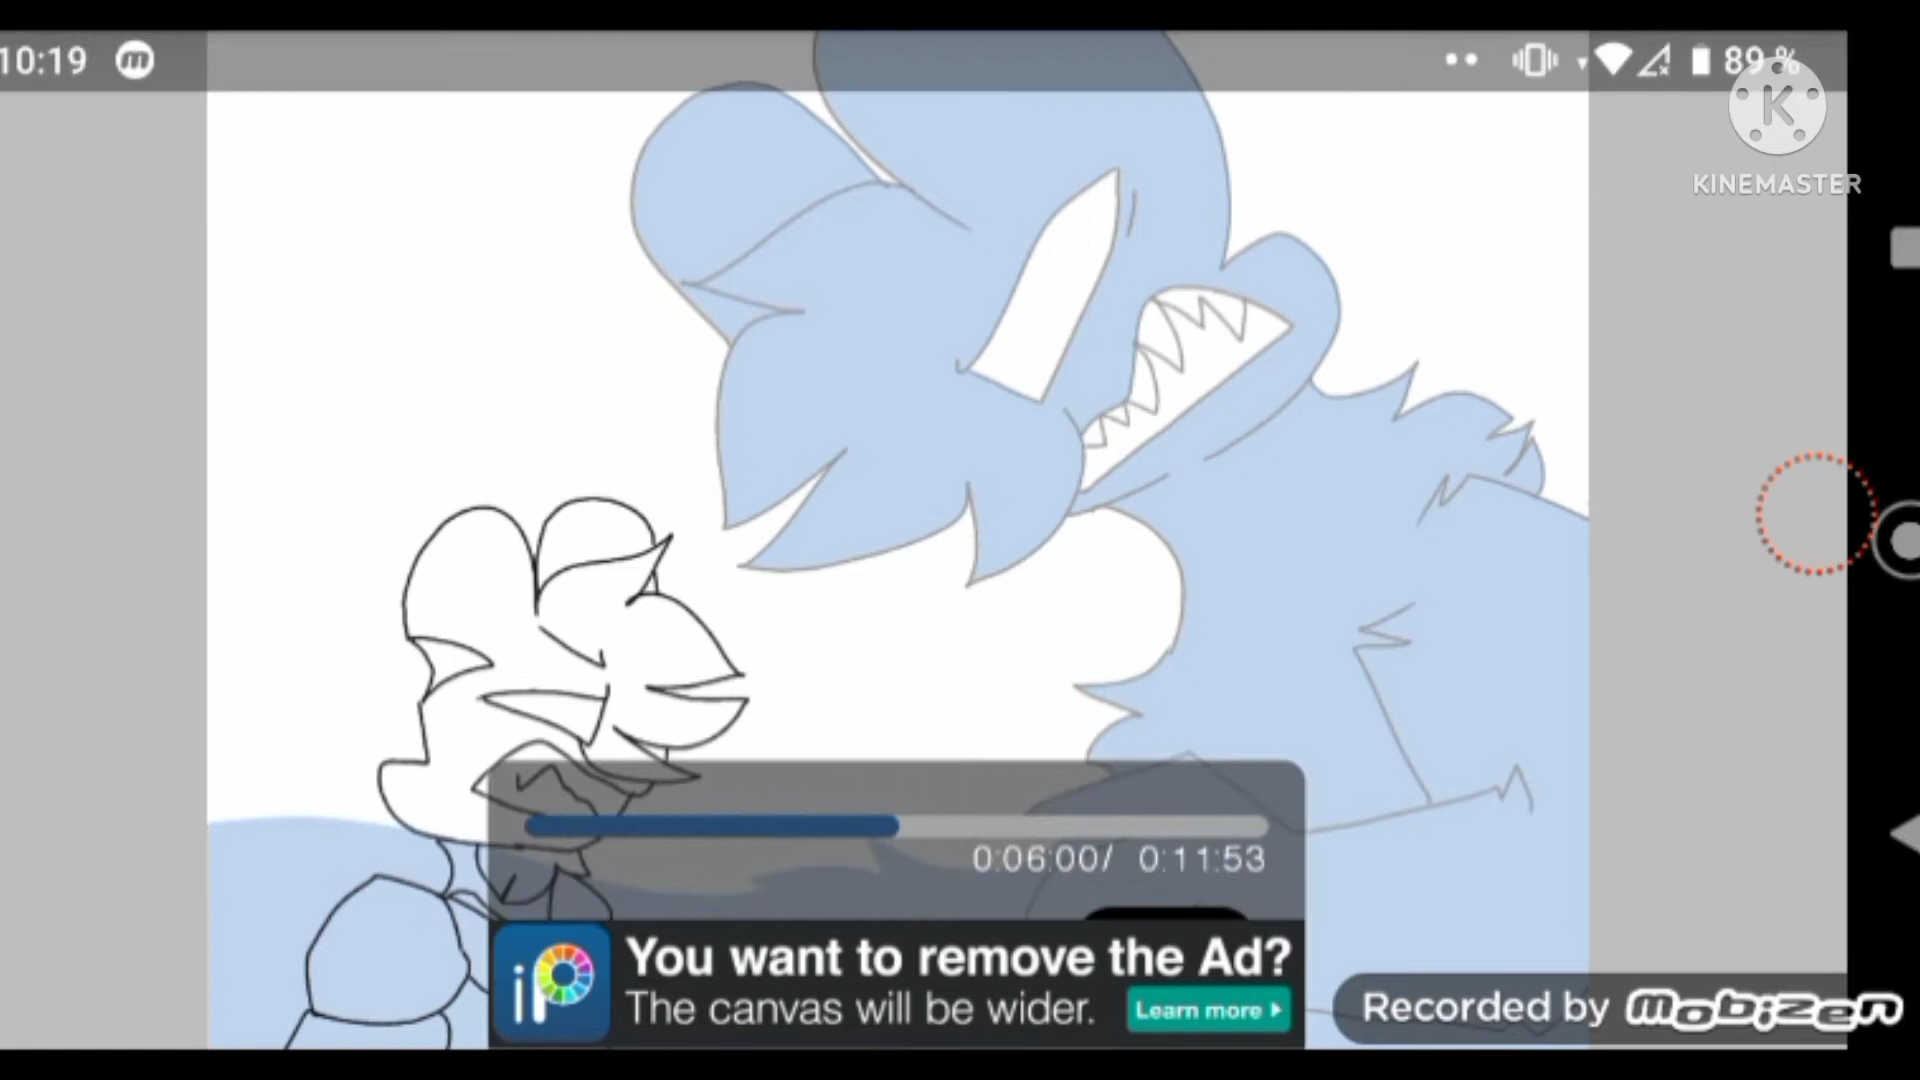 10:19
89 %
KINEMASTER
0:06:00/ 0:11:53
You want to remove the Ad?
The canvas will be wider.
Learn more
Recorded by mobizen